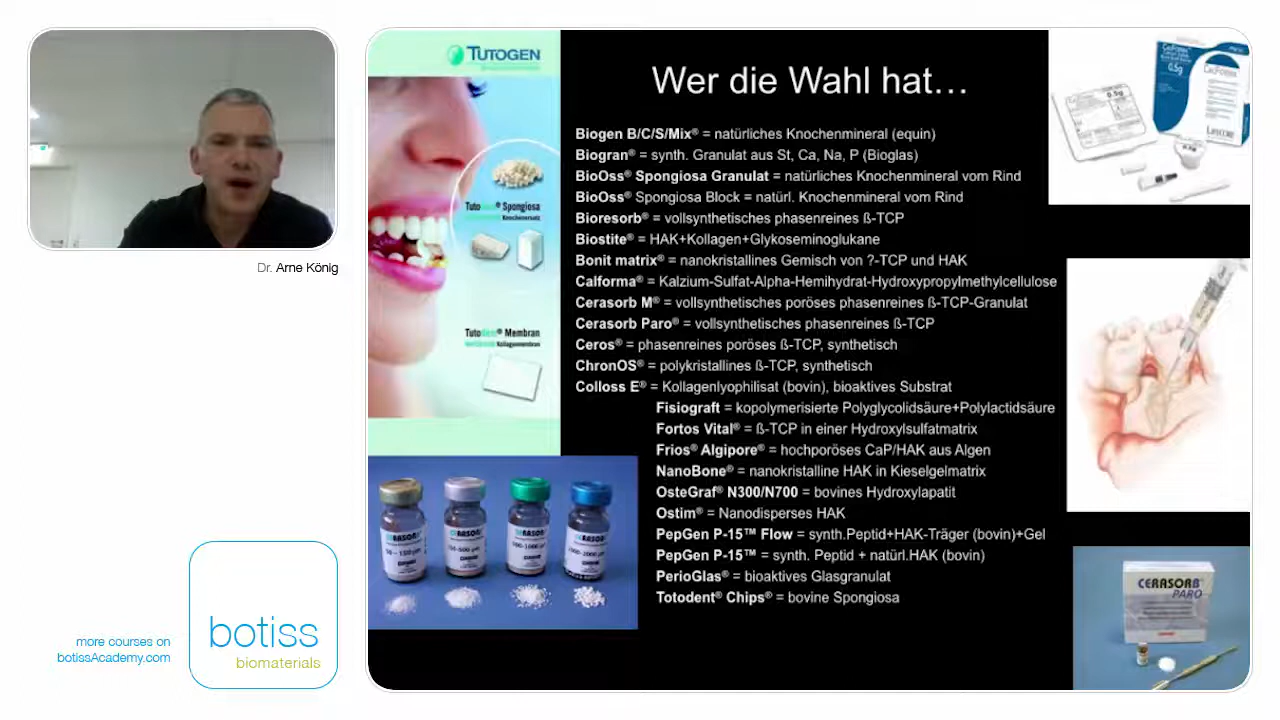 Dr. Arne König
more courses on
botissAcademy.com
botiss
biomaterials
TUTOGEN
Spongiosa
Knochenersatz
Membran
Kollagenmembran
Wer die Wahl hat…
Biogen B/C/S/Mix® = natürliches Knochenmineral (equin)
Biogran® = synth. Granulat aus St, Ca, Na, P (Bioglas)
BioOss® Spongiosa Granulat = natürliches Knochenmineral vom Rind
BioOss® Spongiosa Block = natürl. Knochenmineral vom Rind
Bioresorb® = vollsynthetisches phasenreines ß-TCP
Biostite® = HAK+Kollagen+Glykoseminoglukane
Bonit matrix® = nanokristallines Gemisch von ?-TCP und HAK
Calforma® = Kalzium-Sulfat-Alpha-Hemihydrat-Hydroxypropylmethylcellulose
Cerasorb M® = vollsynthetisches poröses phasenreines ß-TCP-Granulat
Cerasorb Paro® = vollsynthetisches phasenreines ß-TCP
Ceros® = phasenreines poröses ß-TCP, synthetisch
ChronOS® = polykristallines ß-TCP, synthetisch
Colloss E® = Kollagenlyophilisat (bovin), bioaktives Substrat
Fisiograft = kopolymerisierte Polyglycolidsäure+Polylactidsäure
Fortos Vital® = ß-TCP in einer Hydroxylsulfatmatrix
Frios® Algipore® = hochporöses CaP/HAK aus Algen
NanoBone® = nanokristalline HAK in Kieselgelmatrix
OsteGraf® N300/N700 = bovines Hydroxylapatit
Ostim® = Nanodisperses HAK
PepGen P-15™ Flow = synth.Peptid+HAK-Träger (bovin)+Gel
PepGen P-15™ = synth. Peptid + natürl.HAK (bovin)
PerioGlas® = bioaktives Glasgranulat
Totodent® Chips® = bovine Spongiosa
0.5g
CERASORB
CERASORB
CERASORB
CERASORB
CERASORB®
PARO